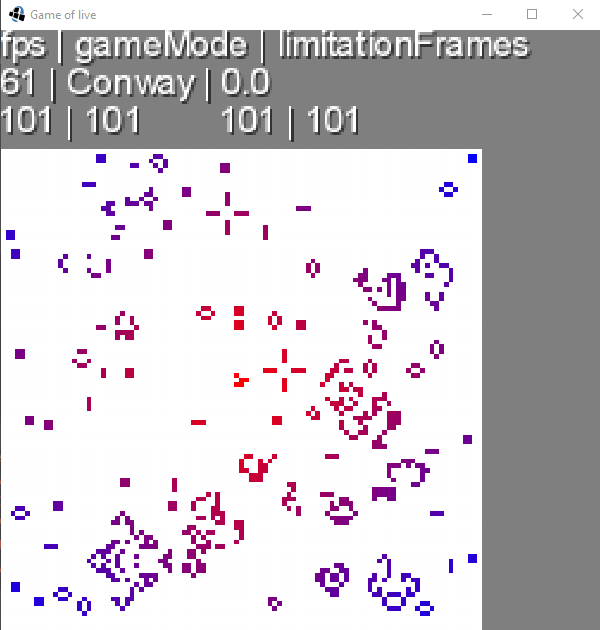 Game of live
fps | gameMode | limitationFrames
61 | Conway | 0.0
101 | 101 101 | 101